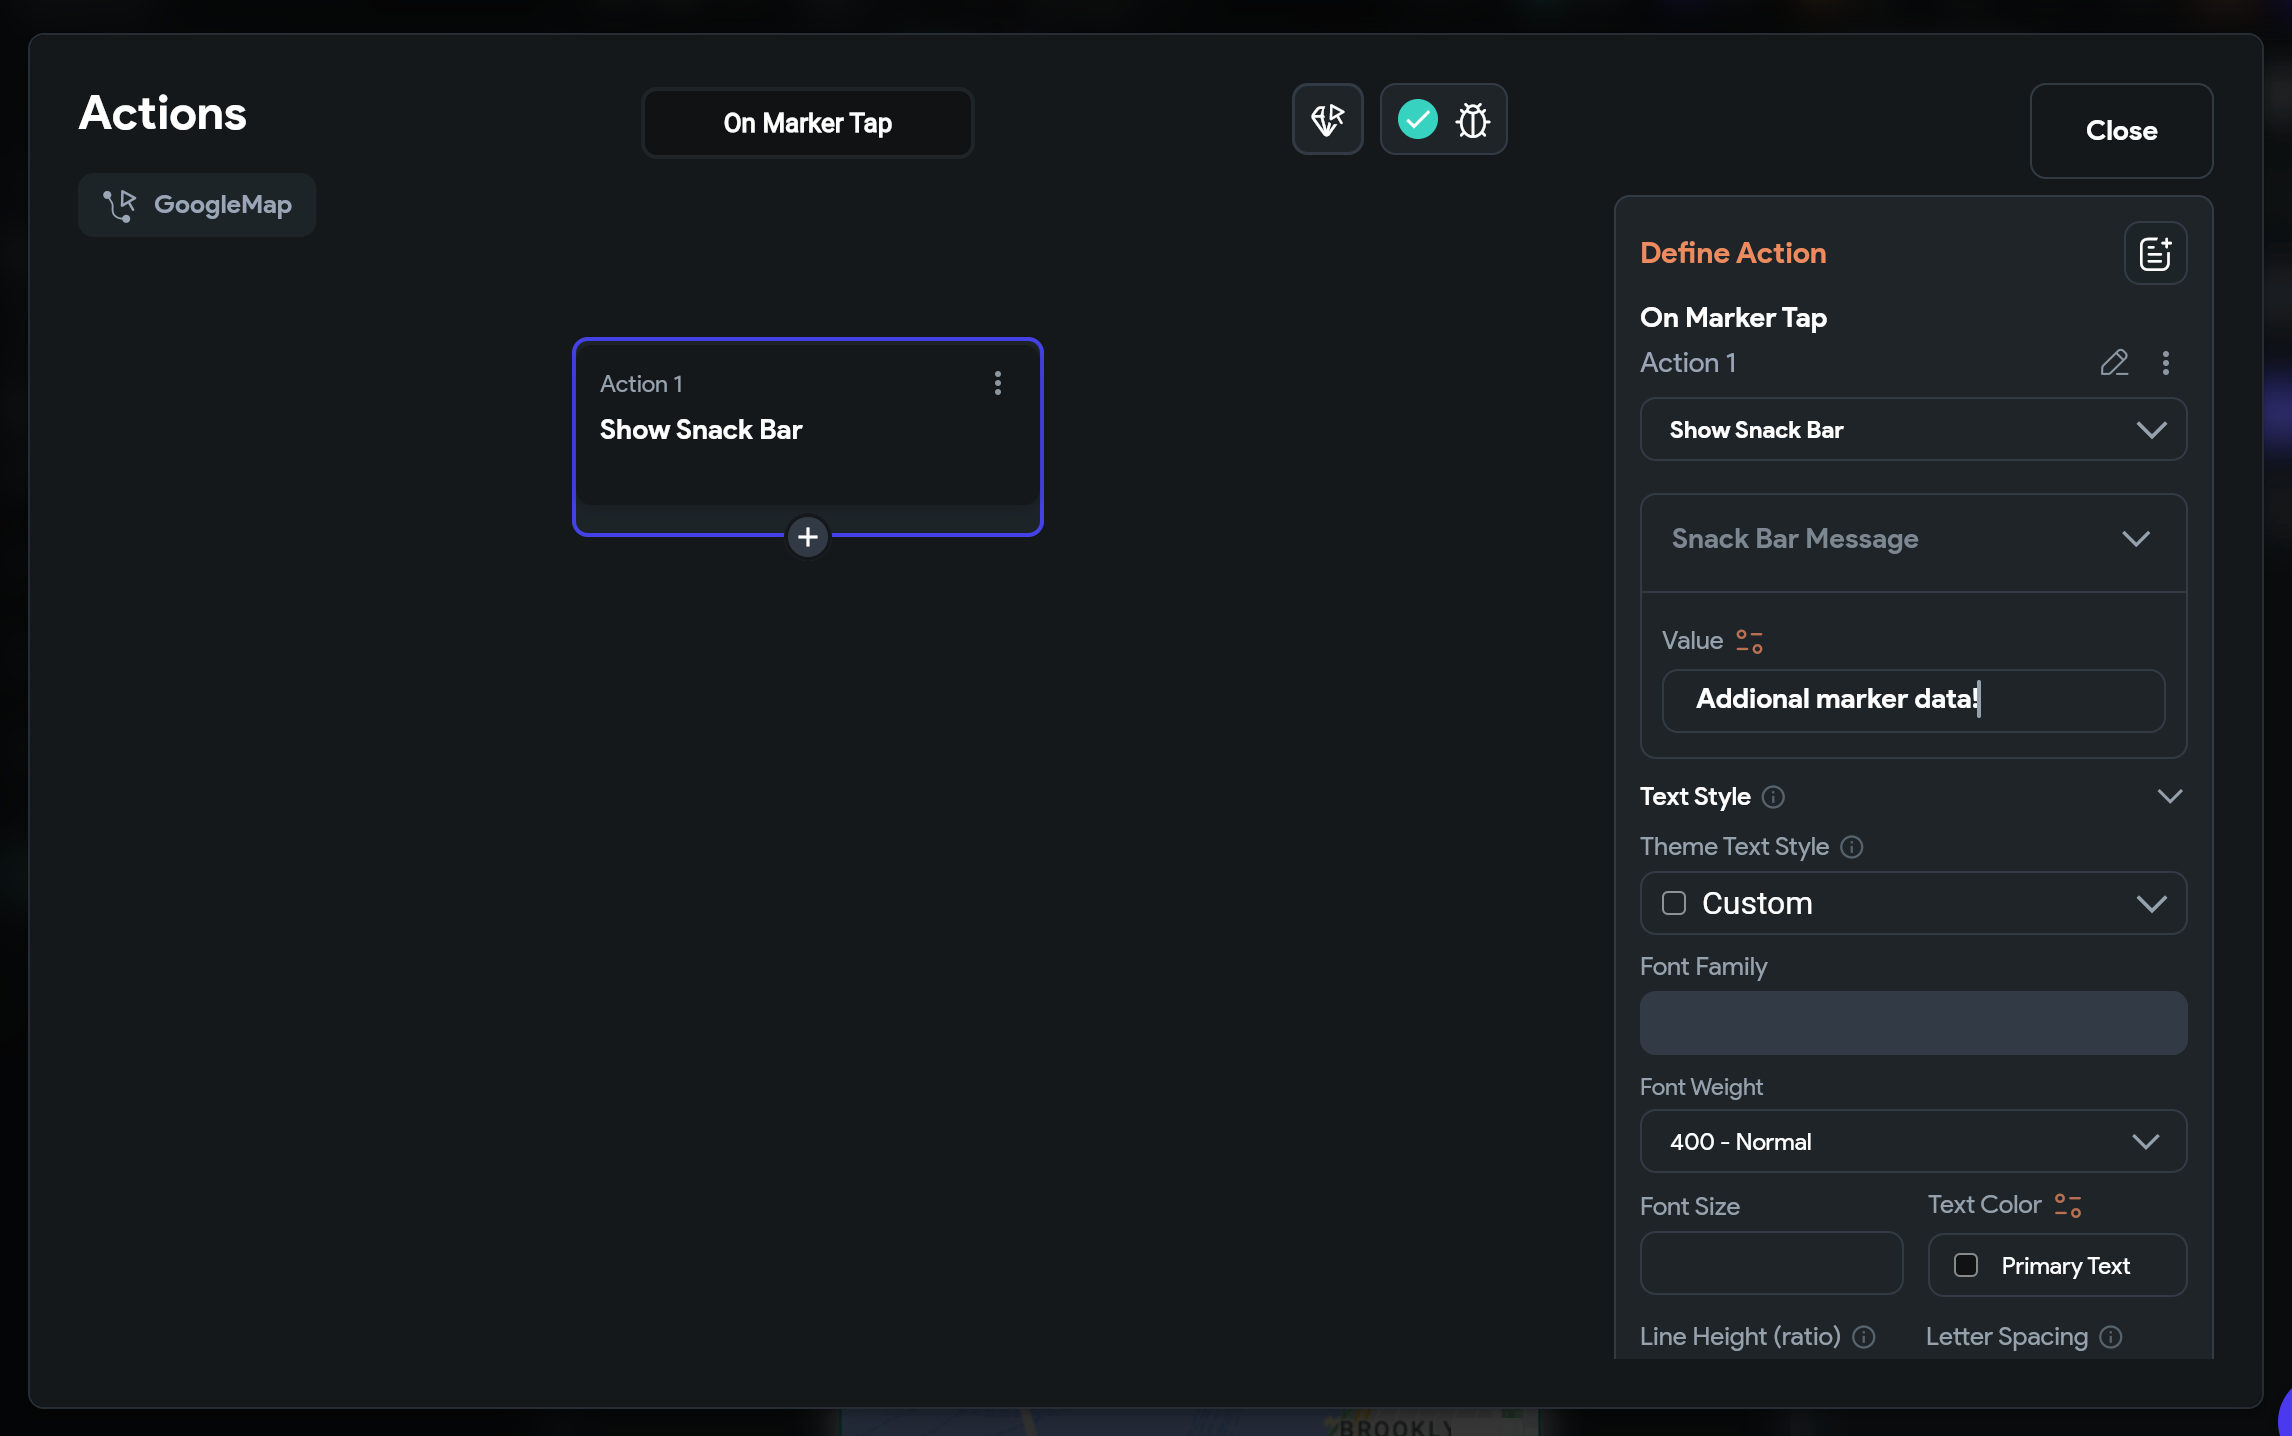 Actions
On Marker Tap
Close
GoogleMap
Define Action
On Marker Tap
Action 1
Action 1
Show Snack Bar
Show Snack Bar
Snack Bar Message
Value
Addional marker data!
Text Style
Theme Text Style
Custom
Font Family
Font Weight
400 - Normal
Font Size
Text Color
Primary Text
Line Height (ratio)
Letter Spacing
BROOKLY